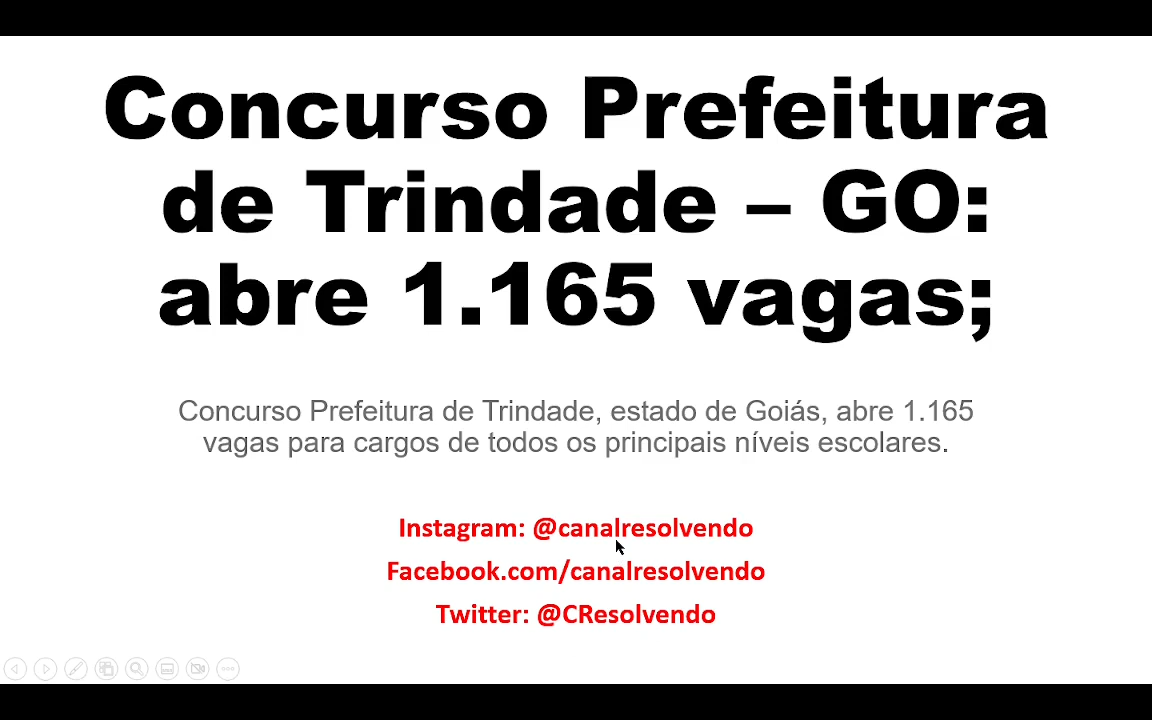 Concurso Prefeitura
de Trindade – GO:
abre 1.165 vagas;
Concurso Prefeitura de Trindade, estado de Goiás, abre 1.165
vagas para cargos de todos os principais níveis escolares.
Instagram: @canalresolvendo
Facebook.com/canalresolvendo
Twitter: @CResolvendo